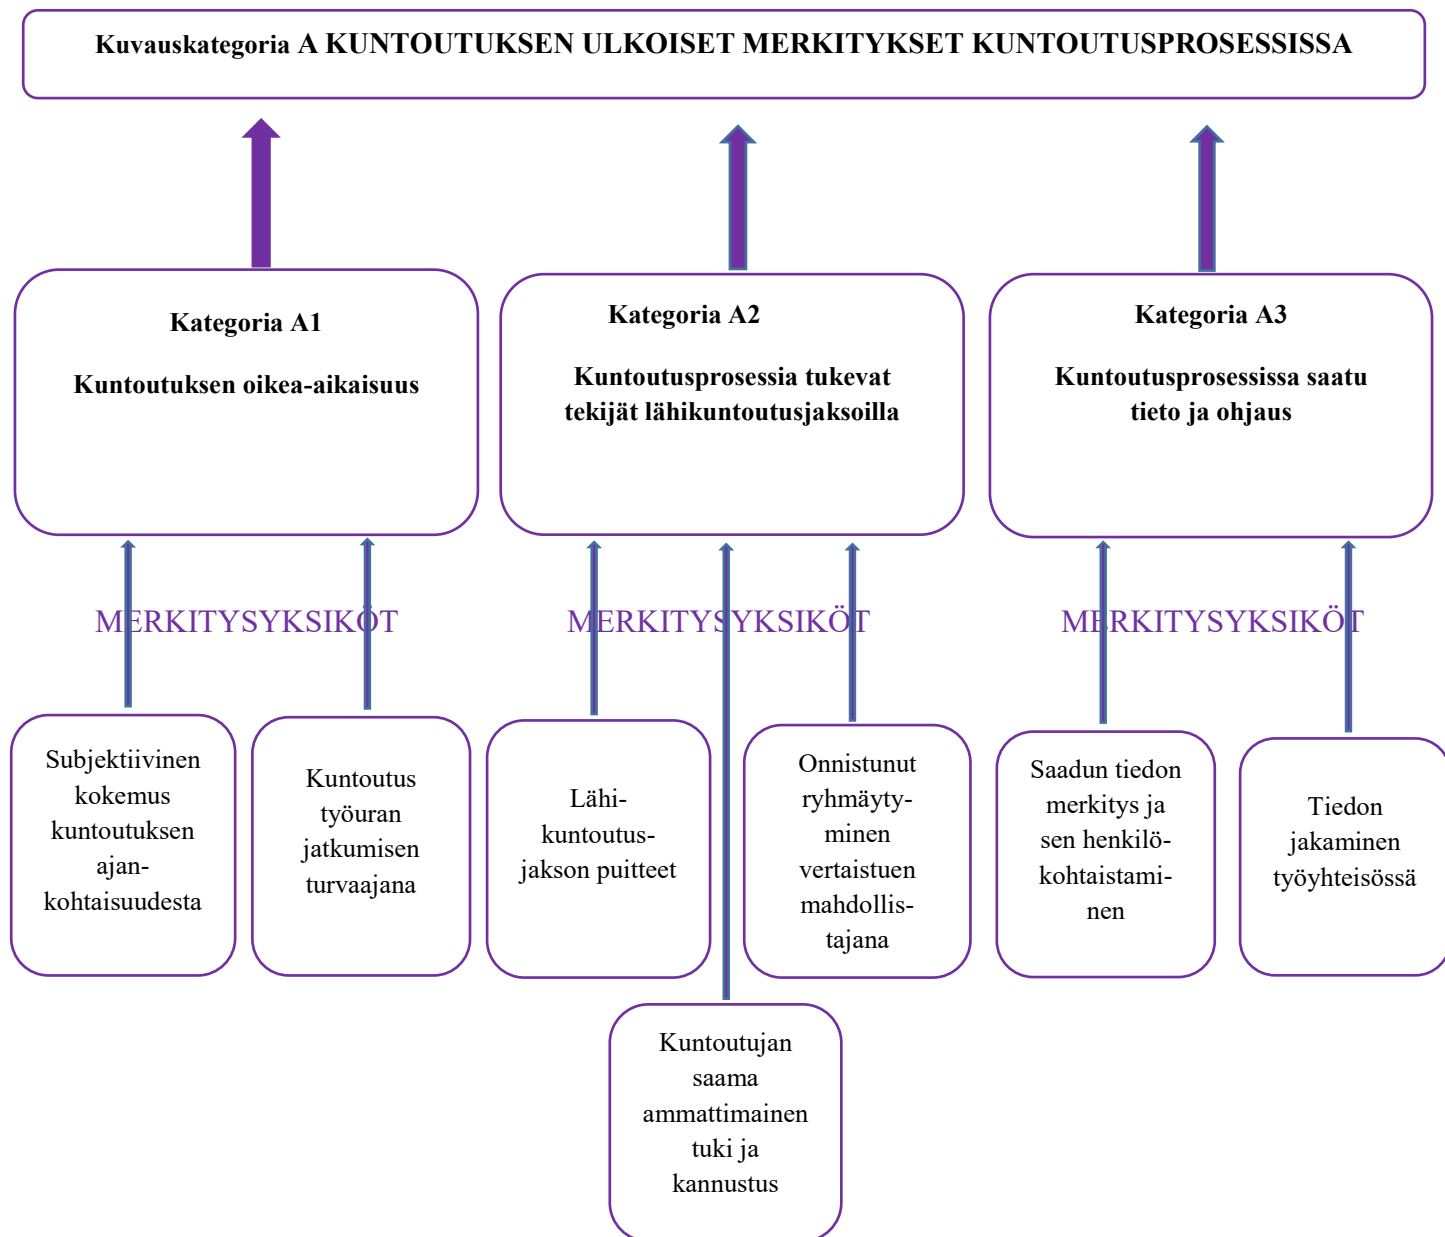 Kuvauskategoria A KUNTOUTUKSEN ULKOISET MERKITYKSET KUNTOUTUSPROSESSISSA
Kategoria A1
Kuntoutuksen oikea-aikaisuus
Kategoria A2
Kuntoutusprosessia tukevat
tekijät lähikuntoutusjaksoilla
Kategoria A3
Kuntoutusprosessissa saatu
tieto ja ohjaus
MERKITYSYKSIKÖT
MERKITYSYKSIKÖT
MERKITYSYKSIKÖT
Subjektiivinen
kokemus
kuntoutuksen
ajan-
kohtaisuudesta
Kuntoutus
työuran
jatkumisen
turvaajana
Lähi-
kuntoutus-
jakson puitteet
Onnistunut
ryhmäyty-
minen
vertaistuen
mahdollis-
tajana
Saadun tiedon
merkitys ja
sen henkilö-
kohtaistami-
nen
Tiedon
jakaminen
työyhteisössä
Kuntoutujan
saama
ammattimainen
tuki ja
kannustus